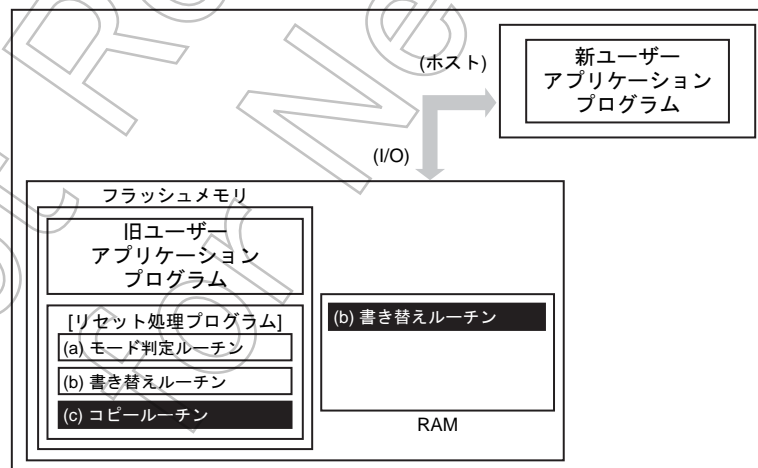 (ホスト)
新ユーザー
アプリケーション
プログラム
(I/O)
フラッシュメモリ
旧ユーザー
アプリケーション
プログラム
[リセット処理プログラム]
(a) モード判定ルーチン
(b) 書き替えルーチン
(c) コピールーチン
(b) 書き替えルーチン
RAM